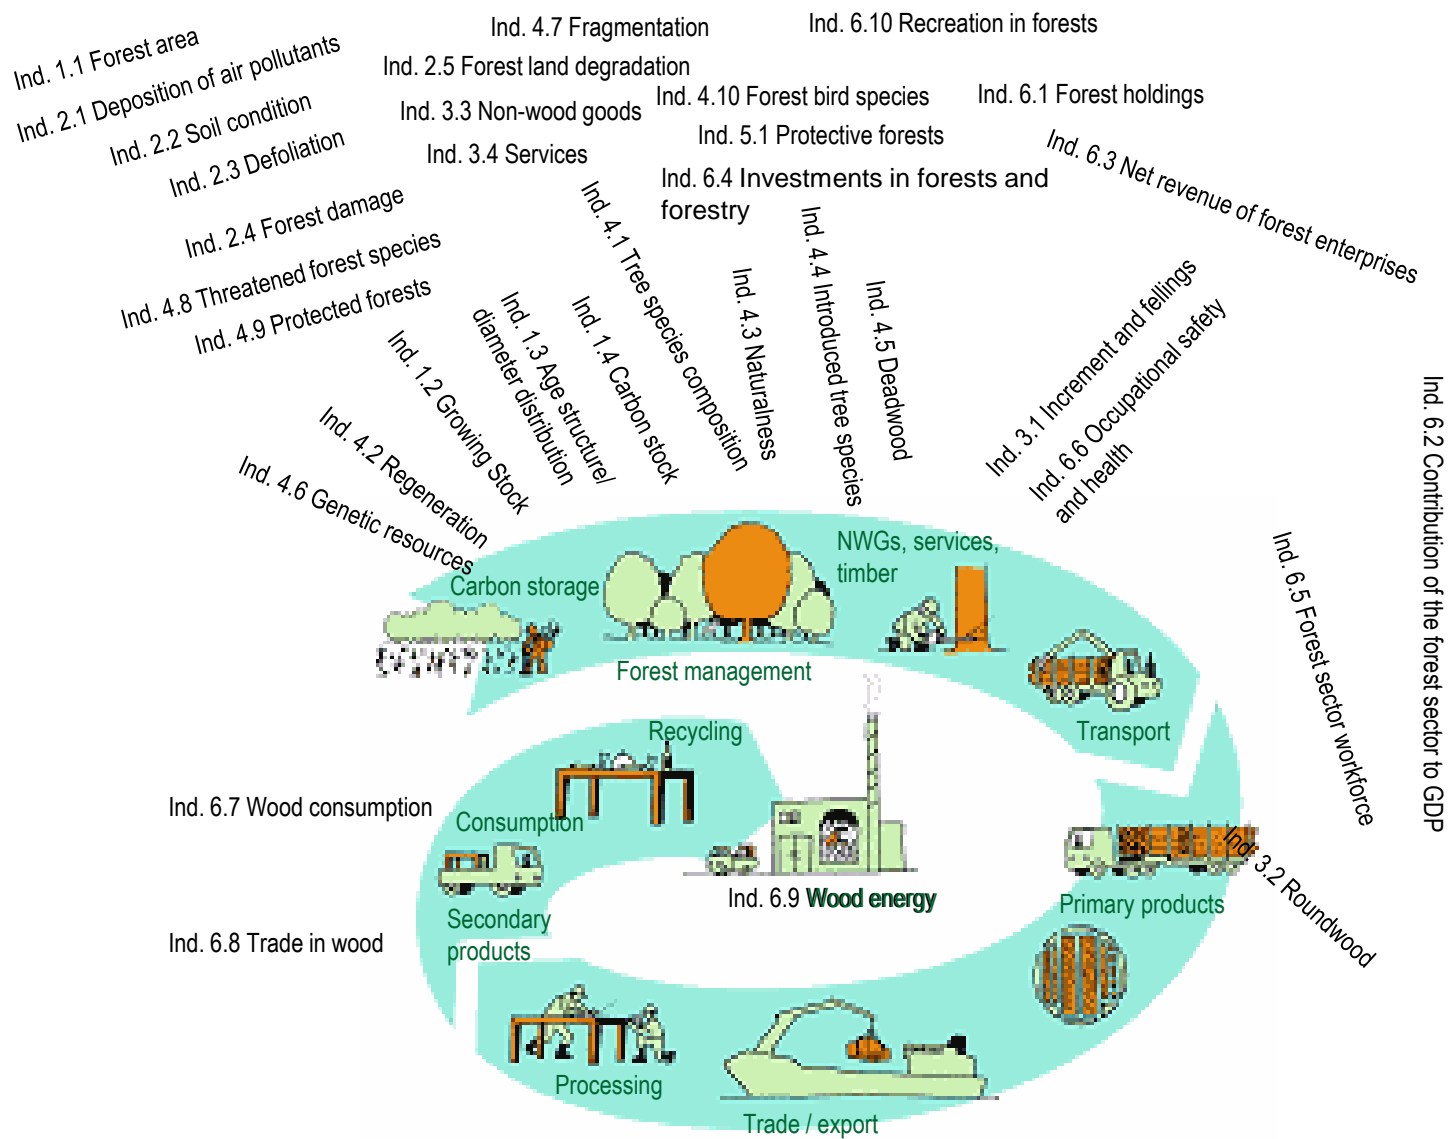 Ind. 4.7 Fragmentation
Ind. 6.10 Recreation in forests
Ind. 1.1 Forest area
Ind. 2.1 Deposition of air pollutants
Ind. 2.5 Forest land degradation
Ind. 2.2 Soil condition
Ind. 3.3 Non-wood goods
Ind. 4.10 Forest bird species
Ind. 6.1 Forest holdings
Ind. 2.3 Defoliation
Ind. 3.4 Services
Ind. 5.1 Protective forests
Ind. 6.3 Net revenue of forest enterprises
Ind. 6.4 Investments in forests and
forestry
Ind. 2.4 Forest damage
Ind. 4.8 Threatened forest species
Ind. 4.9 Protected forests
Ind. 4.6 Genetic resources
Ind. 4.2 Regeneration
Ind. 1.2 Growing Stock
Ind. 1.3 Age structure/
diameter distribution
Ind. 1.4 Carbon stock
Ind. 4.1 Tree species composition
Ind. 4.3 Naturalness
Ind. 4.4 Introduced tree species
Ind. 4.5 Deadwood
Ind. 3.1 Increment and fellings
Ind. 6.6 Occupational safety
and health
Ind. 6.2 Contribution of the forest sector to GDP
Ind. 6.5 Forest sector workforce
Carbon storage
NWGs, services,
timber
Forest management
Transport
Recycling
Ind. 6.7 Wood consumption
Consumption
Ind. 3.2 Roundwood
Ind. 6.9 Wood energy
Primary products
Secondary
products
Ind. 6.8 Trade in wood
Processing
Trade / export